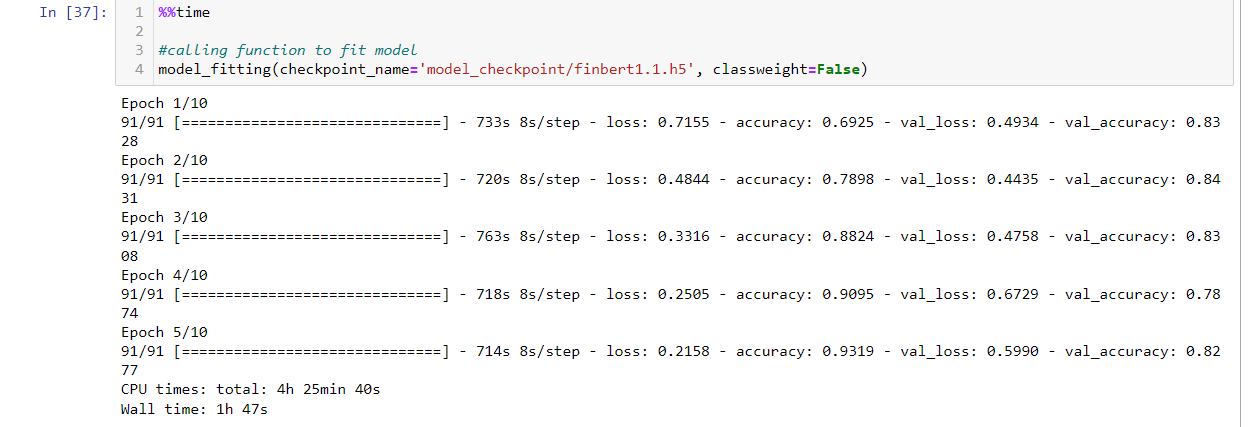 In [37]:
1 %%time
2
3 #calling function to fit model
4 model_fitting(checkpoint_name='model_checkpoint/finbert1.1.h5', classweight=False)
Epoch 1/10
91/91 [==============================] - 733s 8s/step - loss: 0.7155 - accuracy: 0.6925 - val_loss: 0.4934 - val_accuracy: 0.83
28
Epoch 2/10
91/91 [==============================] - 720s 8s/step - loss: 0.4844 - accuracy: 0.7898 - val_loss: 0.4435 - val_accuracy: 0.84
31
Epoch 3/10
91/91 [==============================] - 763s 8s/step - loss: 0.3316 - accuracy: 0.8824 - val_loss: 0.4758 - val_accuracy: 0.83
08
Epoch 4/10
91/91 [==============================] - 718s 8s/step - loss: 0.2505 - accuracy: 0.9095 - val_loss: 0.6729 - val_accuracy: 0.78
74
Epoch 5/10
91/91 [==============================] - 714s 8s/step - loss: 0.2158 - accuracy: 0.9319 - val_loss: 0.5990 - val_accuracy: 0.82
77
CPU times: total: 4h 25min 40s
Wall time: 1h 47s